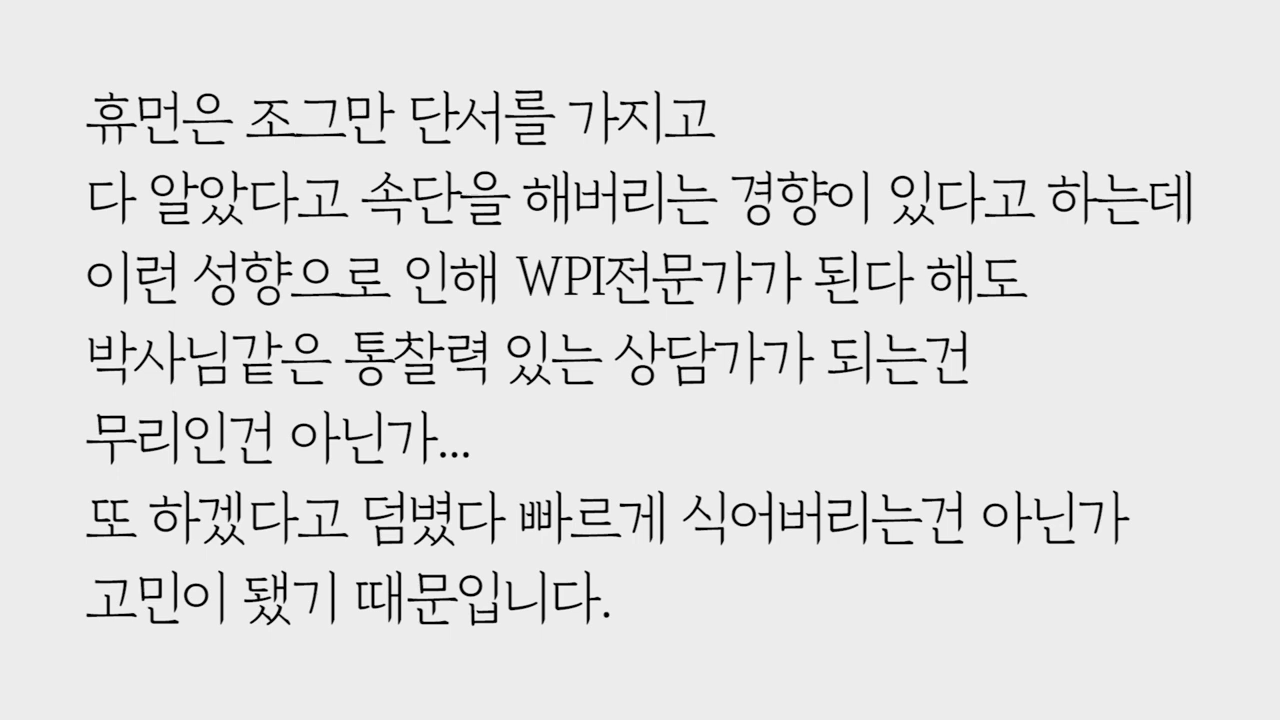 휴먼은 조그만 단서를 가지고
다 알았다고 속단을 해버리는 경향이 있다고 하는데
이런 성향으로 인해 WPI전문가가 된다 해도
박사님같은 통찰력 있는 상담가가 되는건
무리인건 아닌가...
또 하겠다고 덤볐다 빠르게 식어버리는건 아닌가
고민이 됐기 때문입니다.